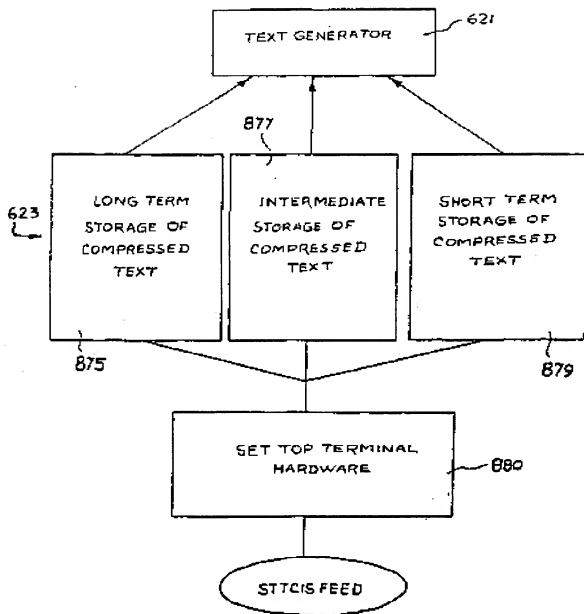 TEXT GENERATOR
621
877
623
LONG TERM
STORAGE OF
COMPRESSED
TEXT
INTERMEDIATE
STORAGE OF
COMPRESSED
TEXT
SHORT TERM
STORAGE OF
COMPRESSED
TEXT
875
879
SET TOP TERMINAL
HARDWARE
880
STTCIS FEED